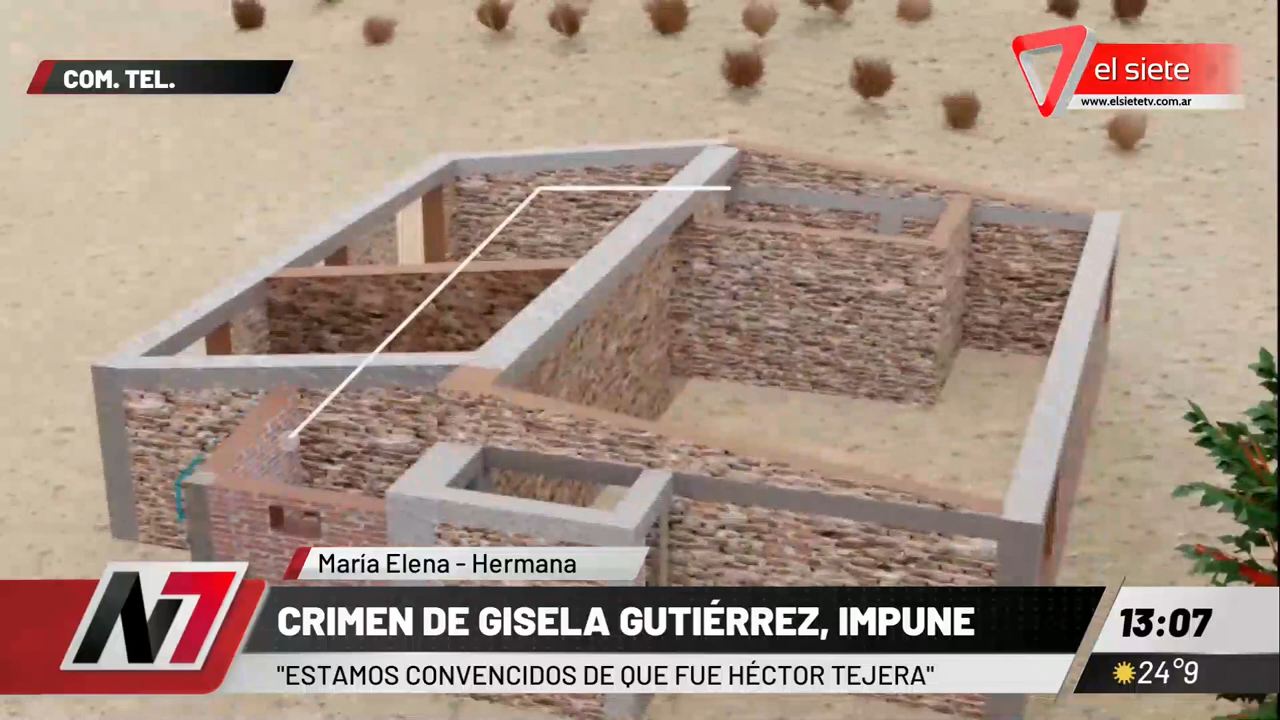 COM. TEL.
el siete
www.elsietetv.com.ar
María Elena - Hermana
N7
CRIMEN DE GISELA GUTIÉRREZ, IMPUNE
13:07
"ESTAMOS CONVENCIDOS DE QUE FUE HÉCTOR TEJERA"
24°9